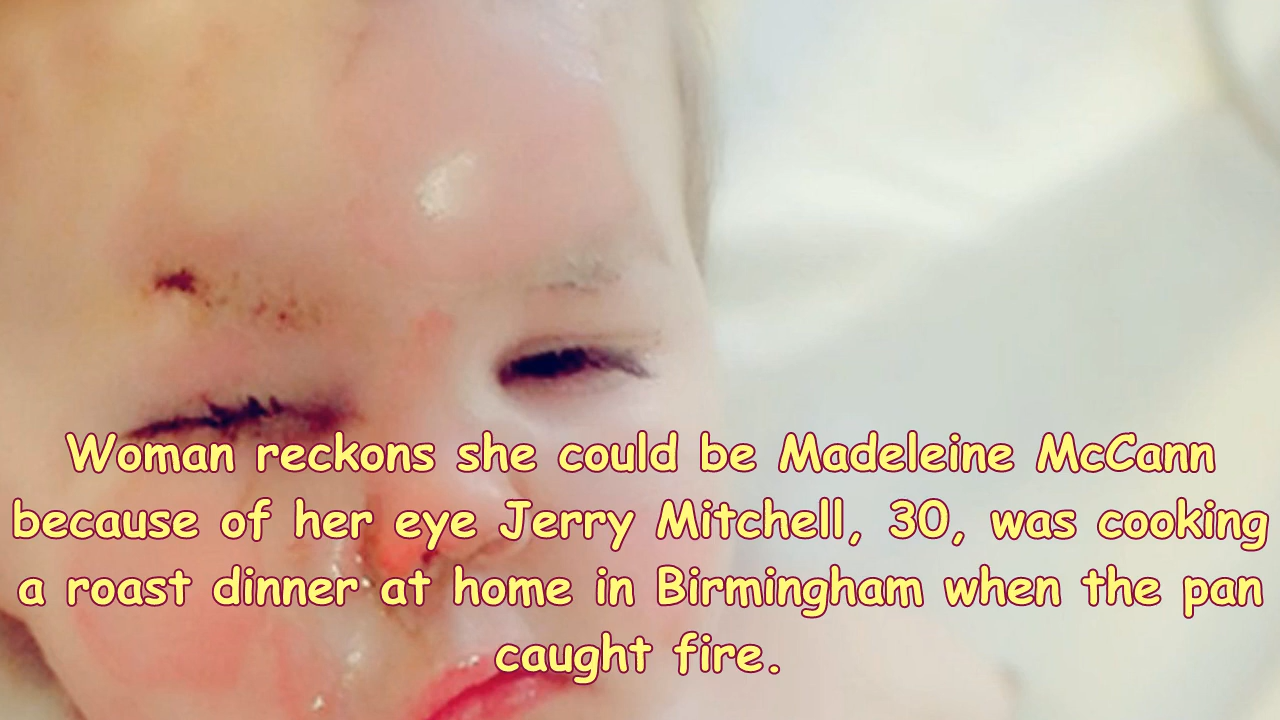 Woman reckons she could be Madeleine McCann
because of her eye Jerry Mitchell, 30, was cooking
a roast dinner at home in Birmingham when the pan
caught fire.